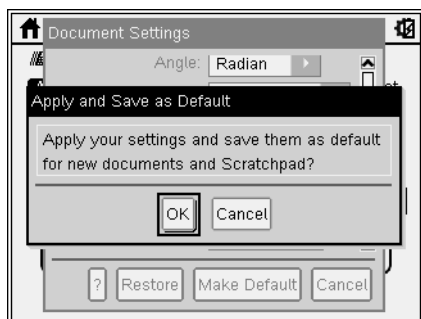 Document Settings
Angle: Radian
Apply and Save as Default
Apply your settings and save them as default
for new documents and Scratchpad?
OK Cancel
? Restore Make Default Cancel